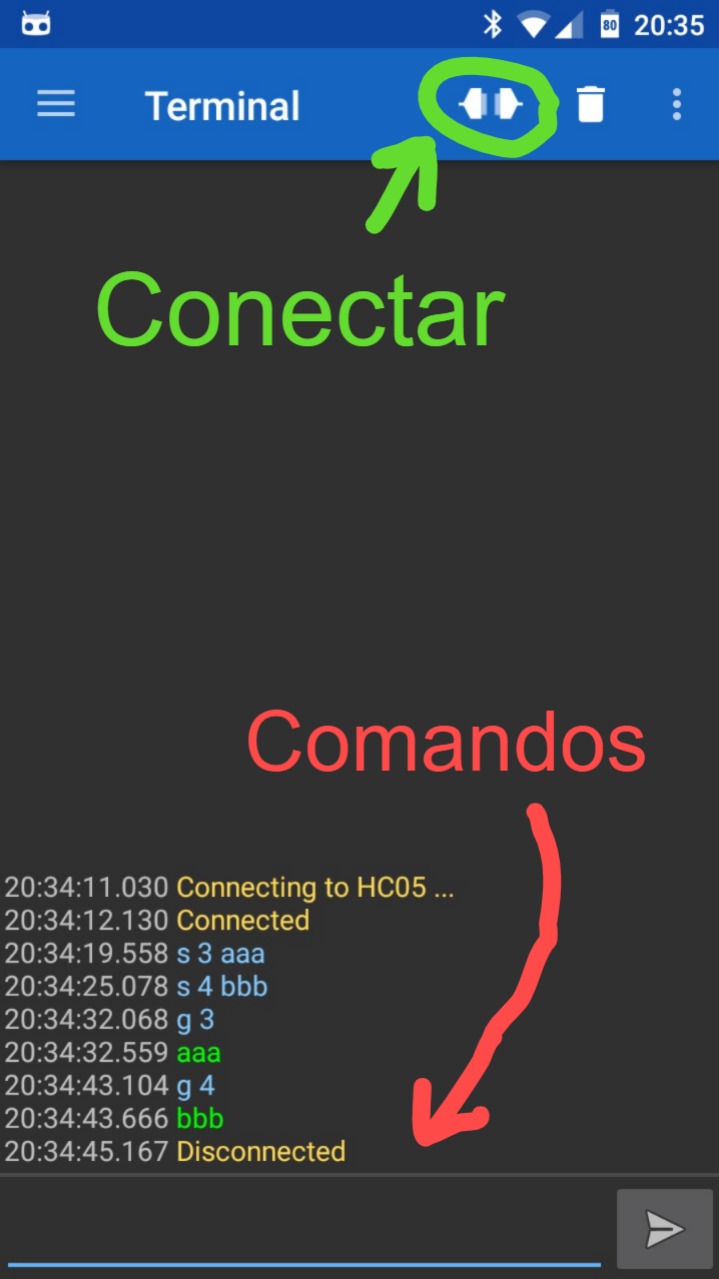 80 20:35
Terminal
Conectar
Comandos
20:34:11.030 Connecting to HC05 ...
20:34:12.130 Connected
20:34:19.558 s 3 aaa
20:34:25.078 s 4 bbb
20:34:32.068 g 3
20:34:32.559 aaa
20:34:43.104 g 4
20:34:43.666 bbb
20:34:45.167 Disconnected